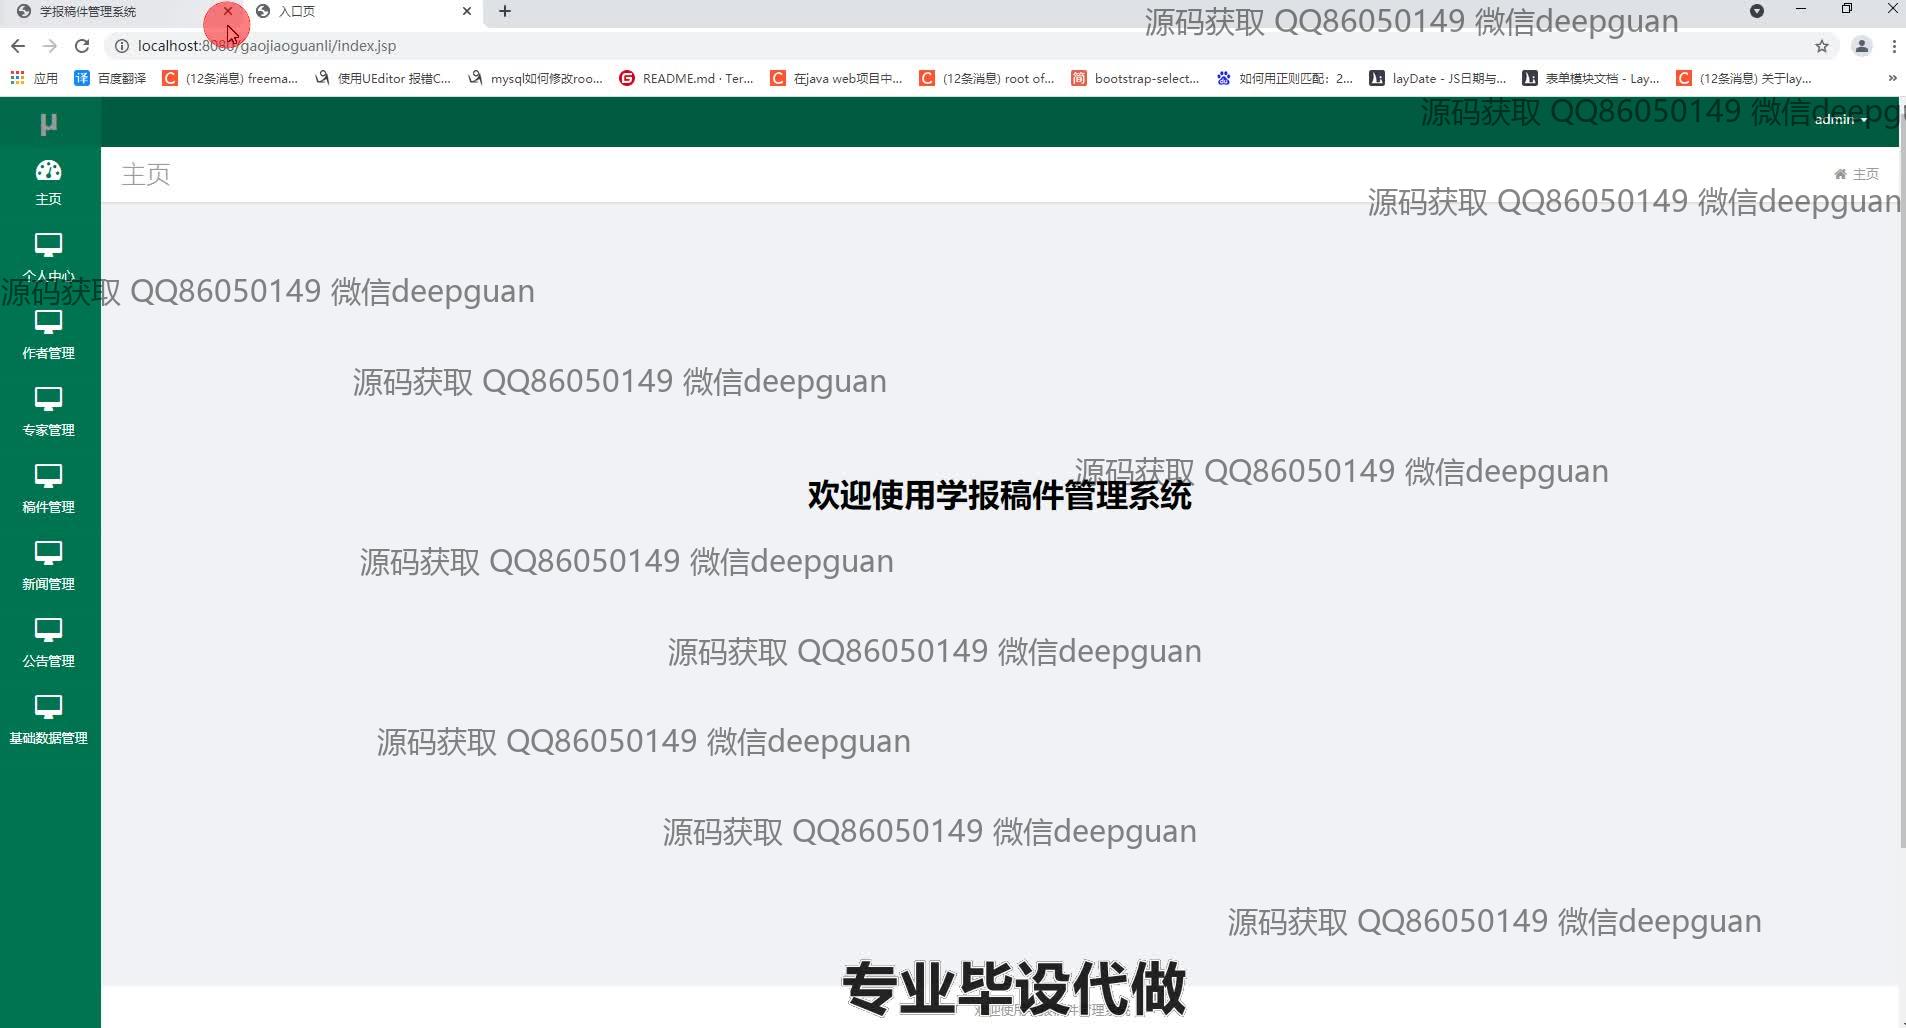 学报稿件管理系统
入口页
源码获取 QQ86050149 微信deepguan
localhost:8080/gaojiaoguanli/index.jsp
应用
百度翻译
(12条消息) freema...
使用UEditor 报错C...
mysql如何修改roo...
README.md · Ter...
在java web项目中...
(12条消息) root of...
bootstrap-select...
如何用正则匹配：2...
layDate - JS日期与...
表单模块文档 - Lay...
(12条消息) 关于lay...
»
μ
源码获取 QQ86050149 微信deepgu
admin
主页
主页
主页
源码获取 QQ86050149 微信deepguan
个人中心
源码获取 QQ86050149 微信deepguan
作者管理
源码获取 QQ86050149 微信deepguan
专家管理
源码获取 QQ86050149 微信deepguan
欢迎使用学报稿件管理系统
稿件管理
源码获取 QQ86050149 微信deepguan
新闻管理
源码获取 QQ86050149 微信deepguan
公告管理
源码获取 QQ86050149 微信deepguan
基础数据管理
源码获取 QQ86050149 微信deepguan
源码获取 QQ86050149 微信deepguan
专业毕设代做